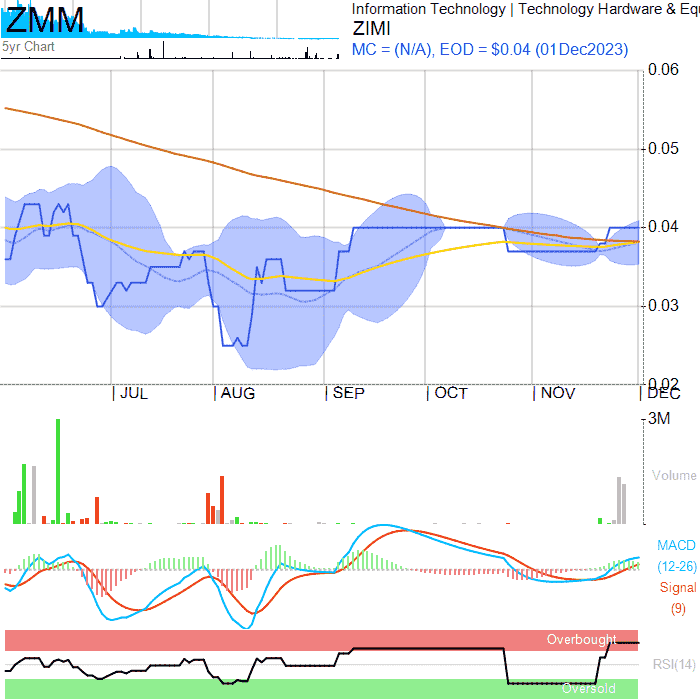 ZMM
Information Technology | Technology Hardware & Equ
ZIMI
5yr Chart
MC = (N/A), EOD = $0.04 (01Dec2023)
0.06
0.05
0.04
0.03
0.02
JUL AUG SEP OCT NOV DEC
3M
Volume
MACD
(12-26)
Signal
(9)
Overbought
RSI(14)
Oversold